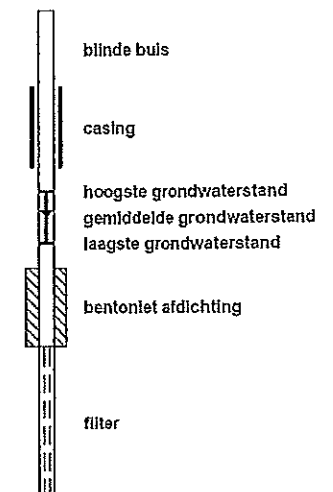 blinde buis
casing
hoogste grondwaterstand
gemiddelde grondwaterstand
laagste grondwaterstand
bentoniet afdichting
filter